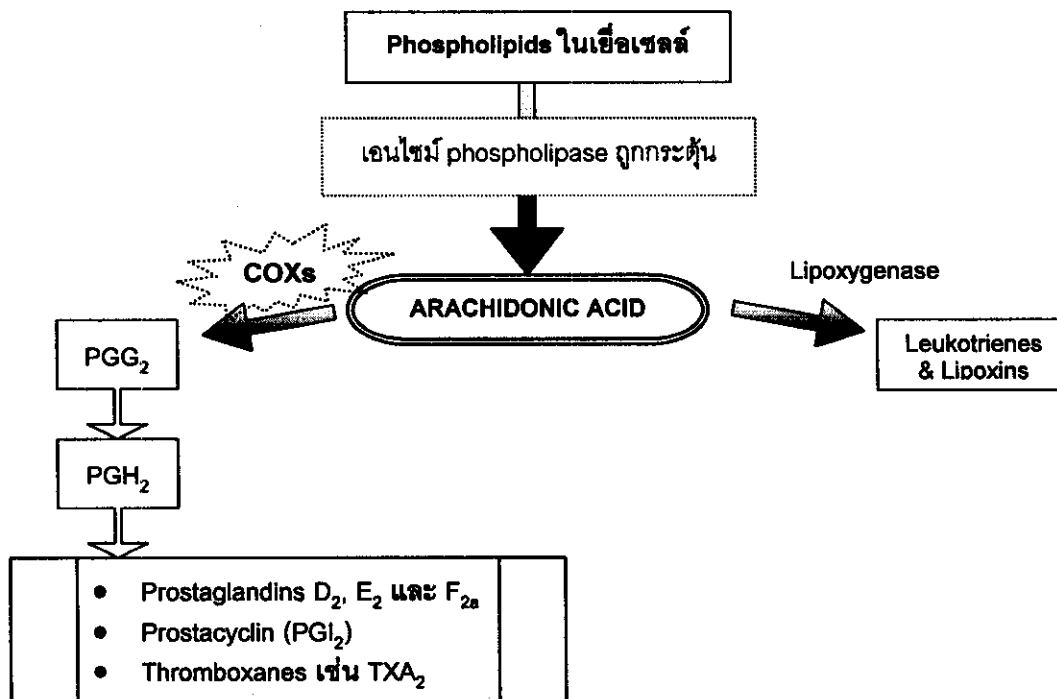 Phospholipids ในเยื่อเซลล์
เอนไซม์ phospholipase ถูกกระตุ้น
COXs
ARACHIDONIC ACID
Lipoxygenase
PGG₂
Leukotrienes
& Lipoxins
PGH₂
● Prostaglandins D₂, E₂ และ F₂ₐ
● Prostacyclin (PGI₂)
● Thromboxanes เช่น TXA₂